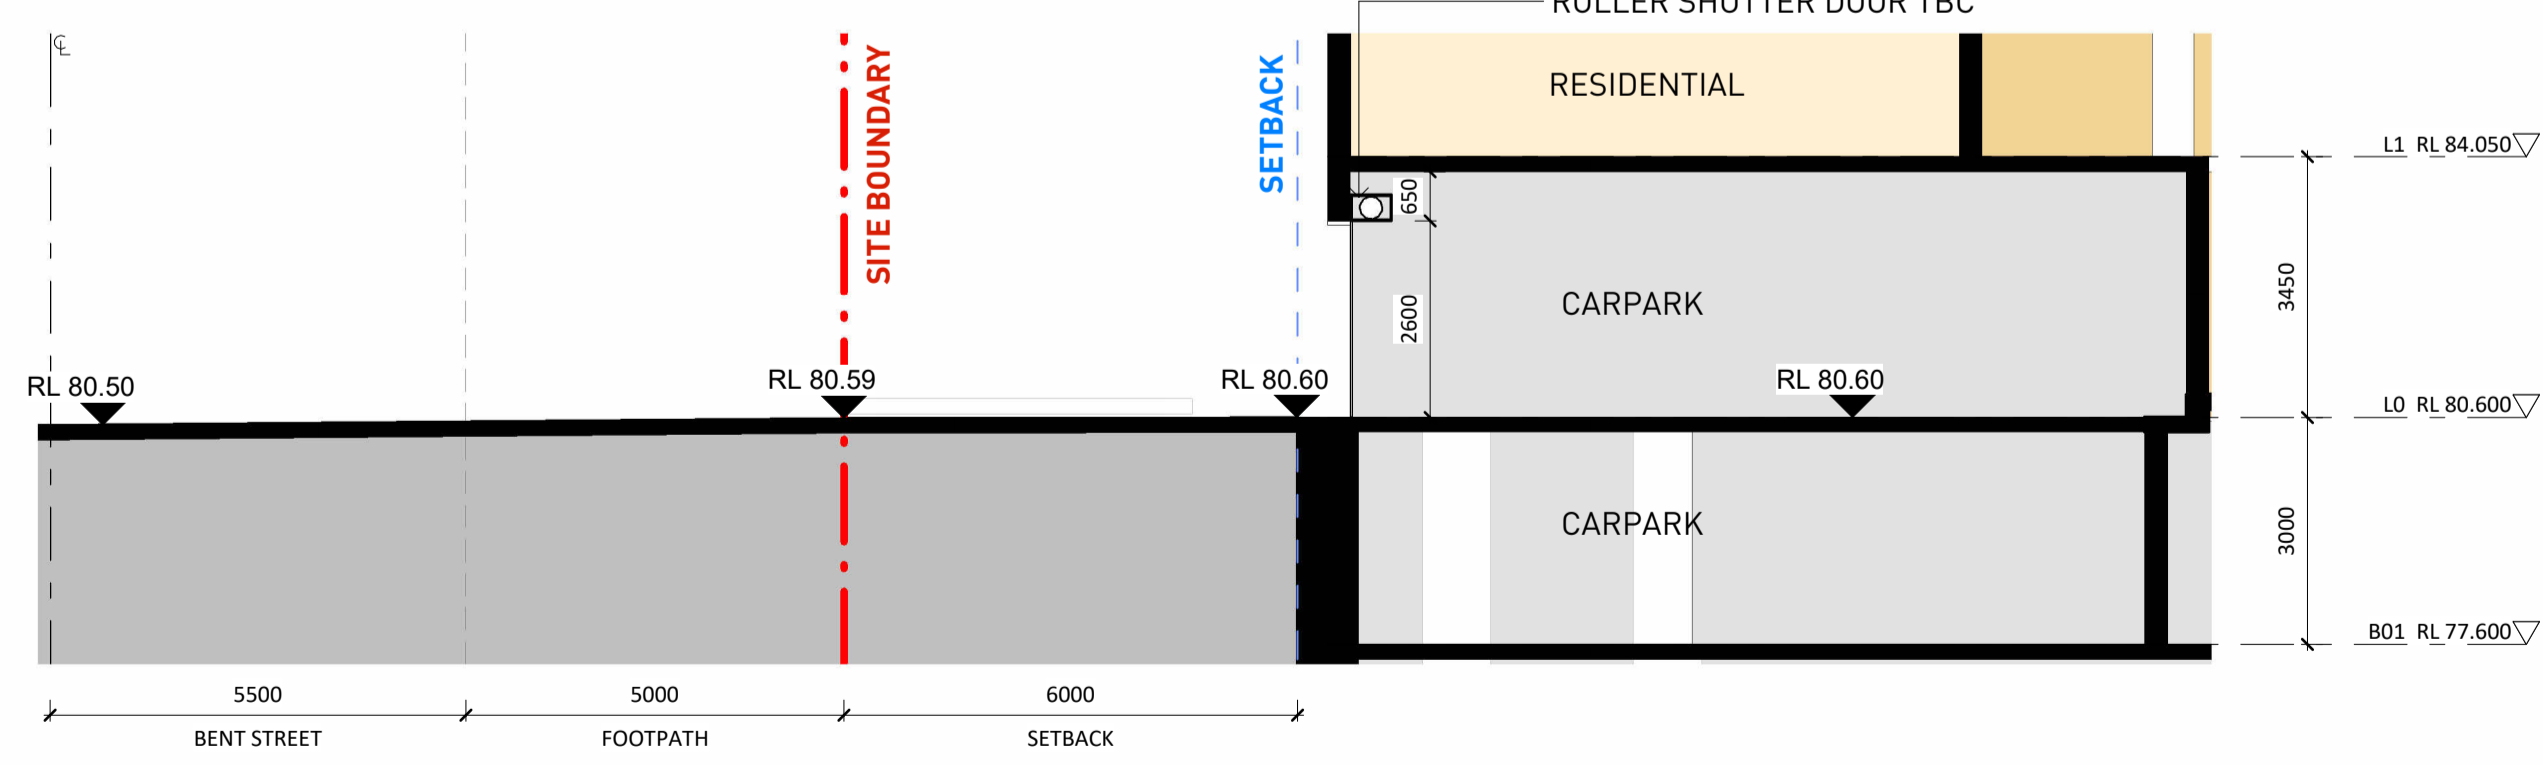 ROLLER SHUTTER DOOR TBC
℄
SITE BOUNDARY
SETBACK
RESIDENTIAL
L1 RL 84.050
650
CARPARK
2600
3450
RL 80.50
RL 80.59
RL 80.60
RL 80.60
L0 RL 80.600
CARPARK
3000
B01 RL 77.600
5500
5000
6000
BENT STREET
FOOTPATH
SETBACK